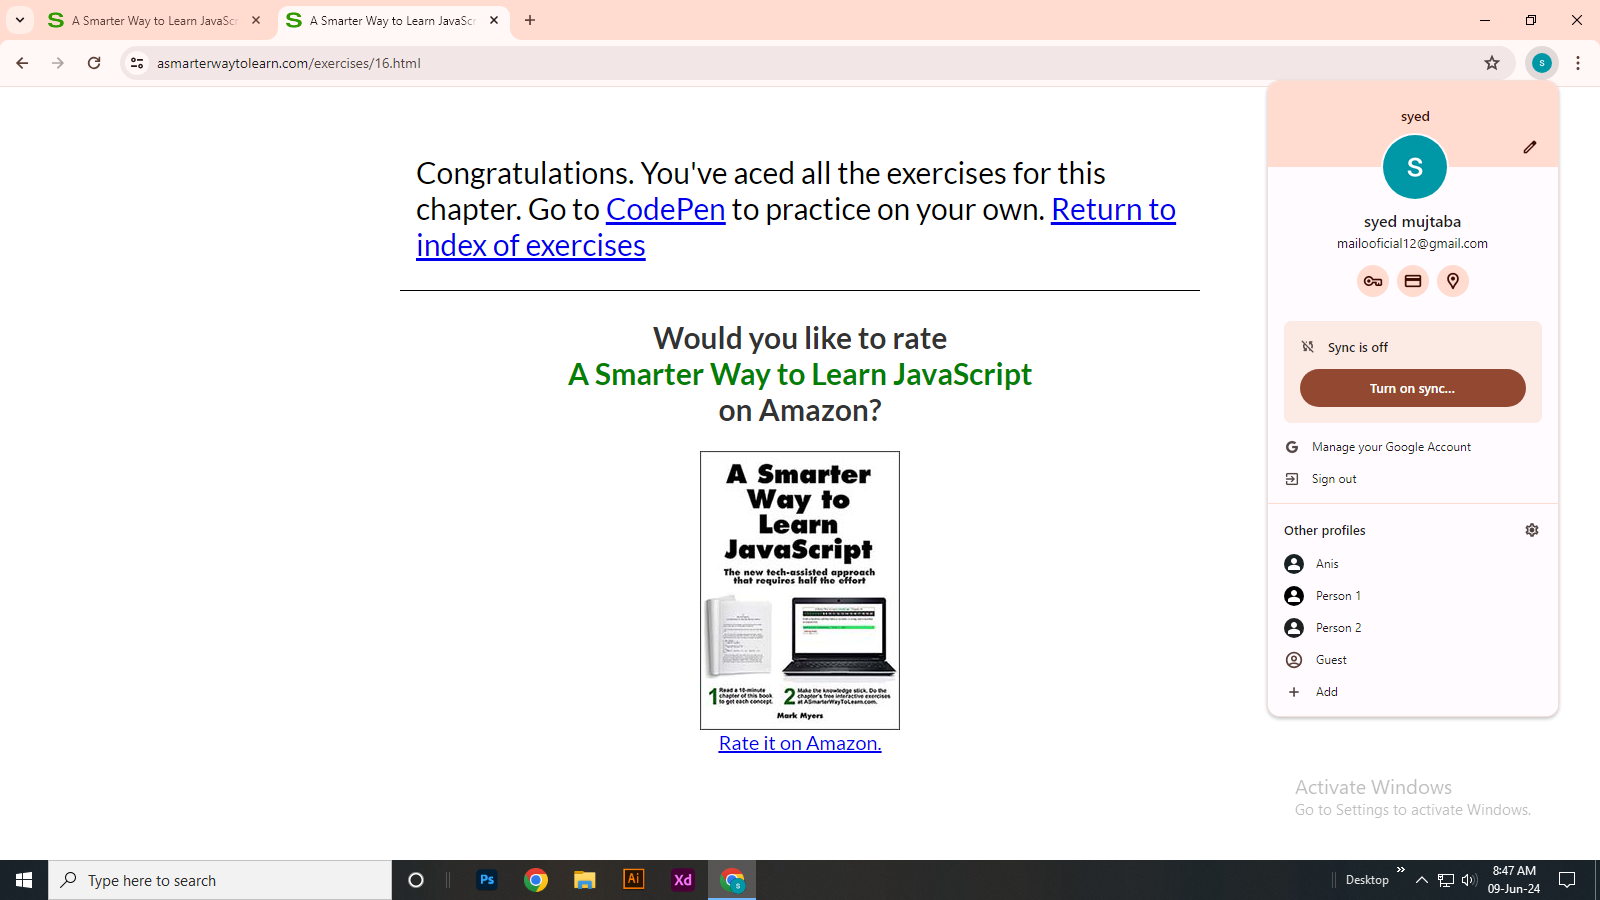 A Smarter Way to Learn JavaSc
A Smarter Way to Learn JavaSc
asmarterwaytolearn.com/exercises/16.html
Congratulations. You've aced all the exercises for this
chapter. Go to CodePen to practice on your own. Return to
index of exercises
Would you like to rate
A Smarter Way to Learn JavaScript
on Amazon?
A Smarter
Way to
Learn
JavaScript
The new tech-assisted approach
that requires half the effort
1 Read a 10-minute
chapter of this book
to get each concept.
2 Make the knowledge stick. Do the
chapter's free interactive exercises
at ASmarterWayToLearn.com.
Mark Myers
Rate it on Amazon.
s
syed
S
syed mujtaba
mailooficial12@gmail.com
Sync is off
Turn on sync...
Manage your Google Account
Sign out
Other profiles
Anis
Person 1
Person 2
Guest
Add
Activate Windows
Go to Settings to activate Windows.
Type here to search
Ps
Ai
Xd
s
Desktop
8:47 AM
09-Jun-24